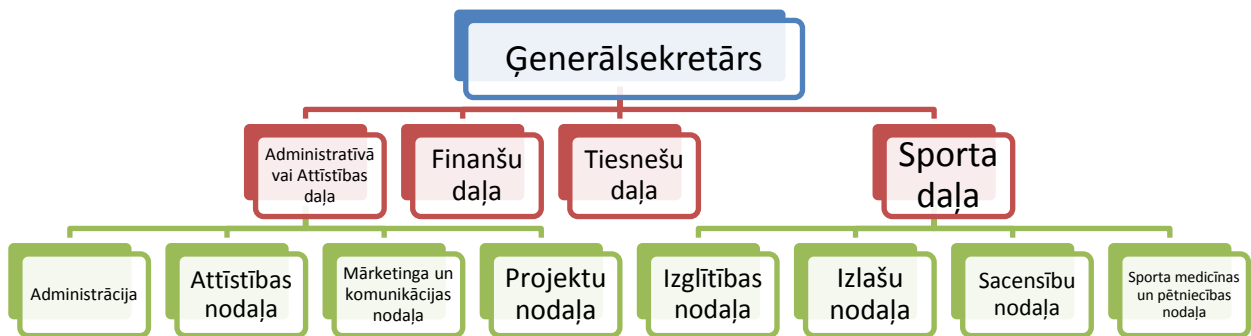 Ģenerālsekretārs
Administratīvā
vai Attīstības
daļa
Finanšu
daļa
Tiesnešu
daļa
Sporta
daļa
Administrācija
Attīstības
nodaļa
Mārketinga un
komunikācijas
nodaļa
Projektu
nodaļa
Izglītības
nodaļa
Izlašu
nodaļa
Sacensību
nodaļa
Sporta medicīnas
un pētniecības
nodaļa